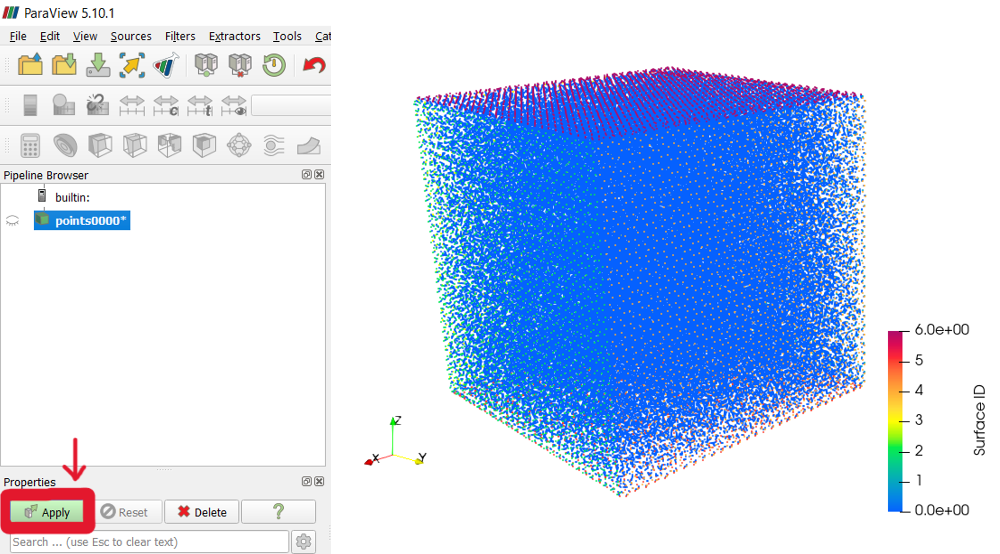 ParaView 5.10.1
File Edit View Sources Filters Extractors Tools Cat
c t
Pipeline Browser
builtin:
points0000*
Properties
Apply Reset Delete ?
Search ... (use Esc to clear text)
Z
X Y
6.0e+00
5
4
3
2
1
0.0e+00
Surface ID